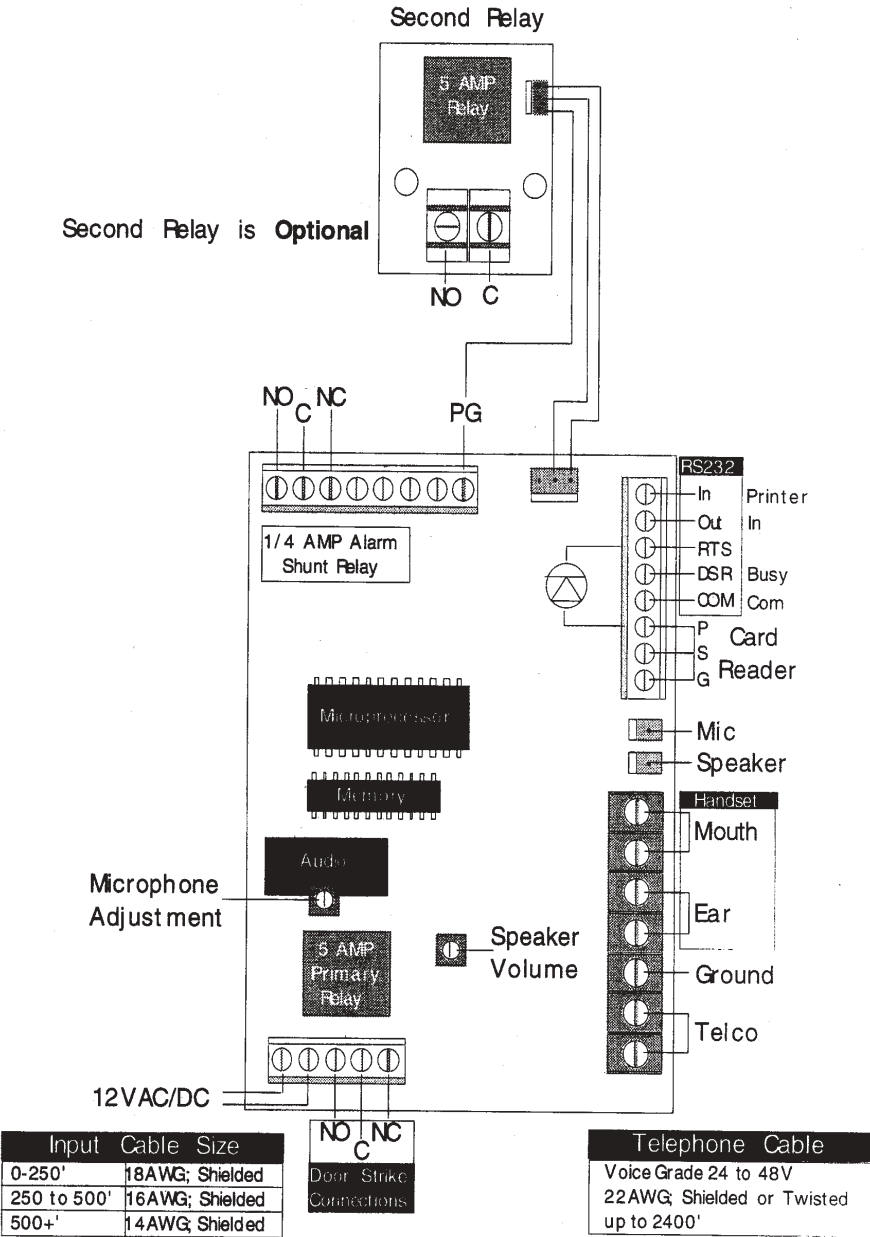 Second Relay
5 AMP
Relay
Second Relay is Optional
NO C
NO C NC
PG
1/4 AMP Alarm
Shunt Relay
RS232
In Printer
Out In
RTS
DSR Busy
COM Com
P
S
G
Card
Reader
Microprocessor
Mic
Speaker
Memory
Handset
Mouth
Audio
Microphone
Adjustment
Ear
5 AMP
Primary
Relay
Speaker
Volume
Ground
Telco
12VAC/DC
NO C NC
Door Strike
Connections
Input Cable Size
0-250' 18AWG; Shielded
250 to 500' 16AWG; Shielded
500+' 14AWG; Shielded
Telephone Cable
Voice Grade 24 to 48V
22AWG; Shielded or Twisted
up to 2400'